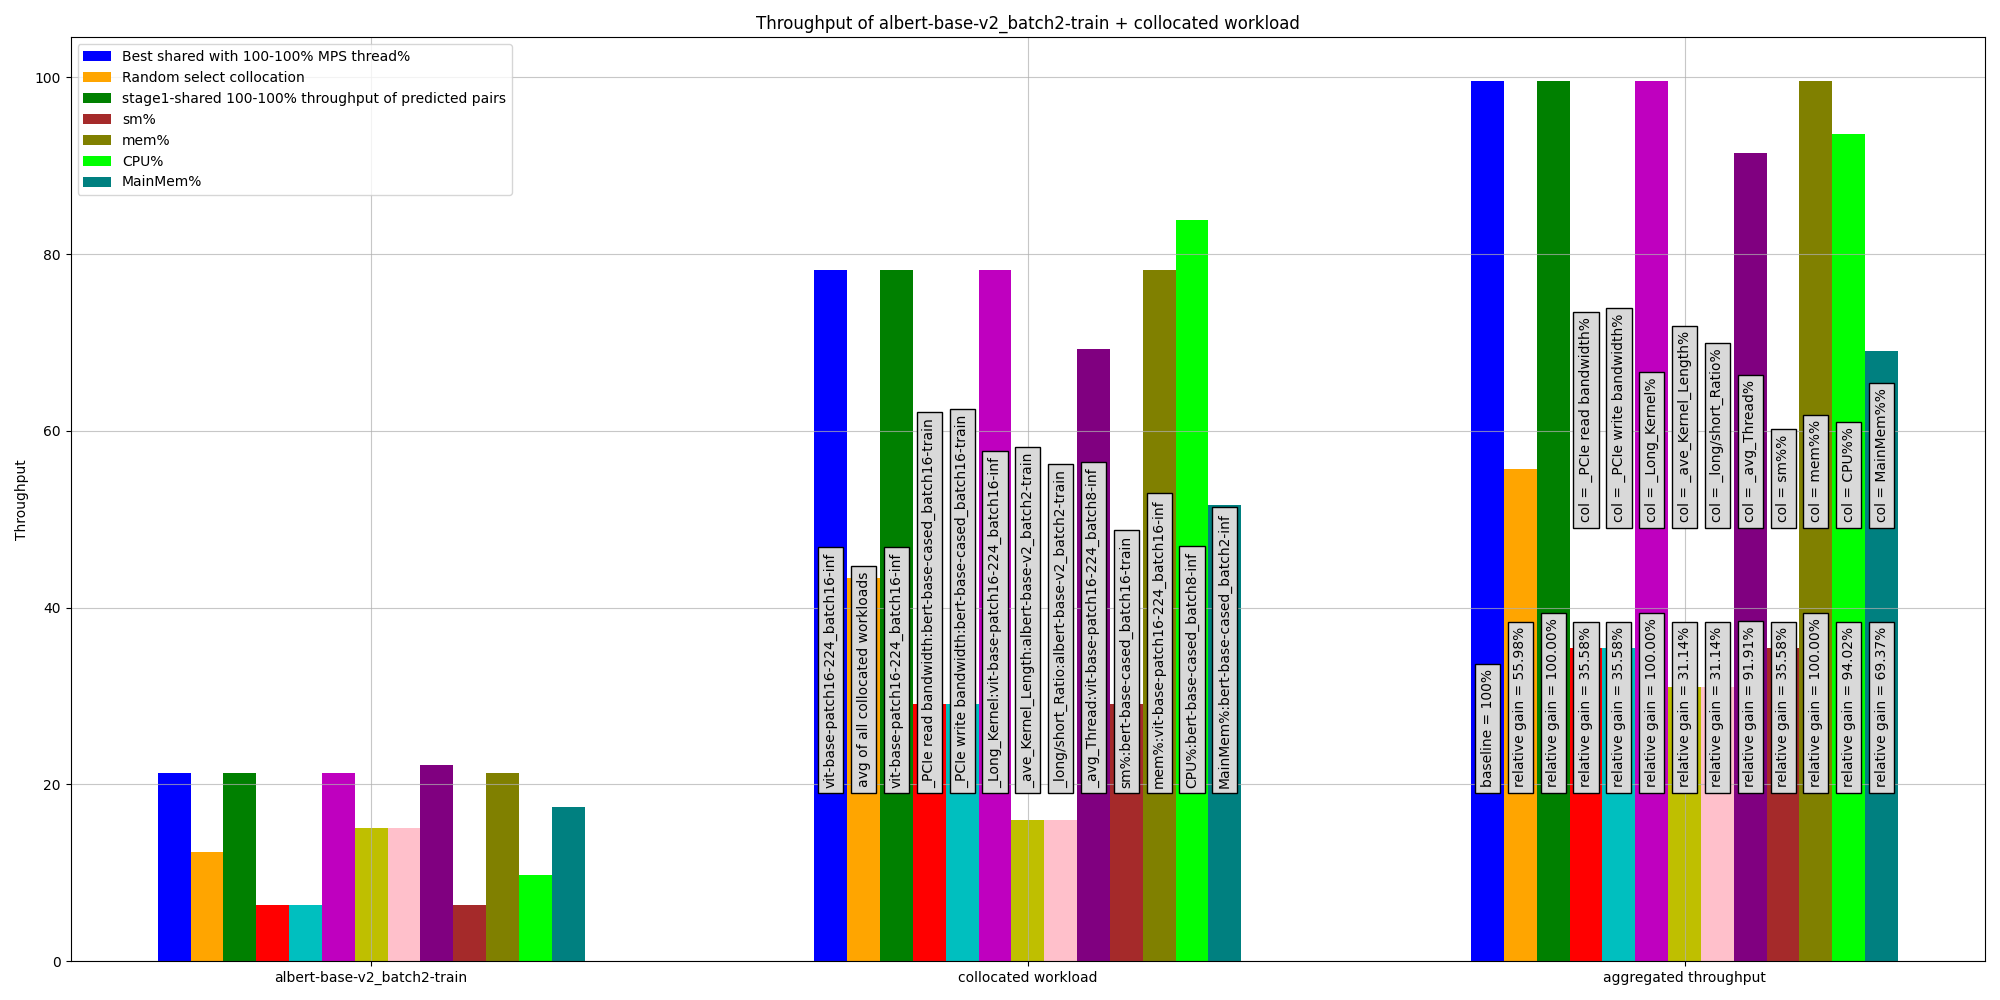 Throughput of albert-base-v2_batch2-train + collocated workload
Best shared with 100-100% MPS thread%
Random select collocation
stage1-shared 100-100% throughput of predicted pairs
sm%
mem%
CPU%
MainMem%
Throughput
100
80
60
40
20
0
vit-base-patch16-224_batch16-inf
avg of all collocated workloads
vit-base-patch16-224_batch16-inf
_PCIe read bandwidth:bert-base-cased_batch16-train
_PCIe write bandwidth:bert-base-cased_batch16-train
_Long_Kernel:vit-base-patch16-224_batch16-inf
_ave_Kernel_Length:albert-base-v2_batch2-train
_long/short_Ratio:albert-base-v2_batch2-train
_avg_Thread:vit-base-patch16-224_batch8-inf
sm%:bert-base-cased_batch16-train
mem%:vit-base-patch16-224_batch16-inf
CPU%:bert-base-cased_batch8-inf
MainMem%:bert-base-cased_batch2-inf
col = _PCIe read bandwidth%
col = _PCIe write bandwidth%
col = _Long_Kernel%
col = _ave_Kernel_Length%
col = _long/short_Ratio%
col = _avg_Thread%
col = sm%%
col = mem%%
col = CPU%%
col = MainMem%%
baseline = 100%
relative gain = 55.98%
relative gain = 100.00%
relative gain = 35.58%
relative gain = 35.58%
relative gain = 100.00%
relative gain = 31.14%
relative gain = 31.14%
relative gain = 91.91%
relative gain = 35.58%
relative gain = 100.00%
relative gain = 94.02%
relative gain = 69.37%
albert-base-v2_batch2-train
collocated workload
aggregated throughput